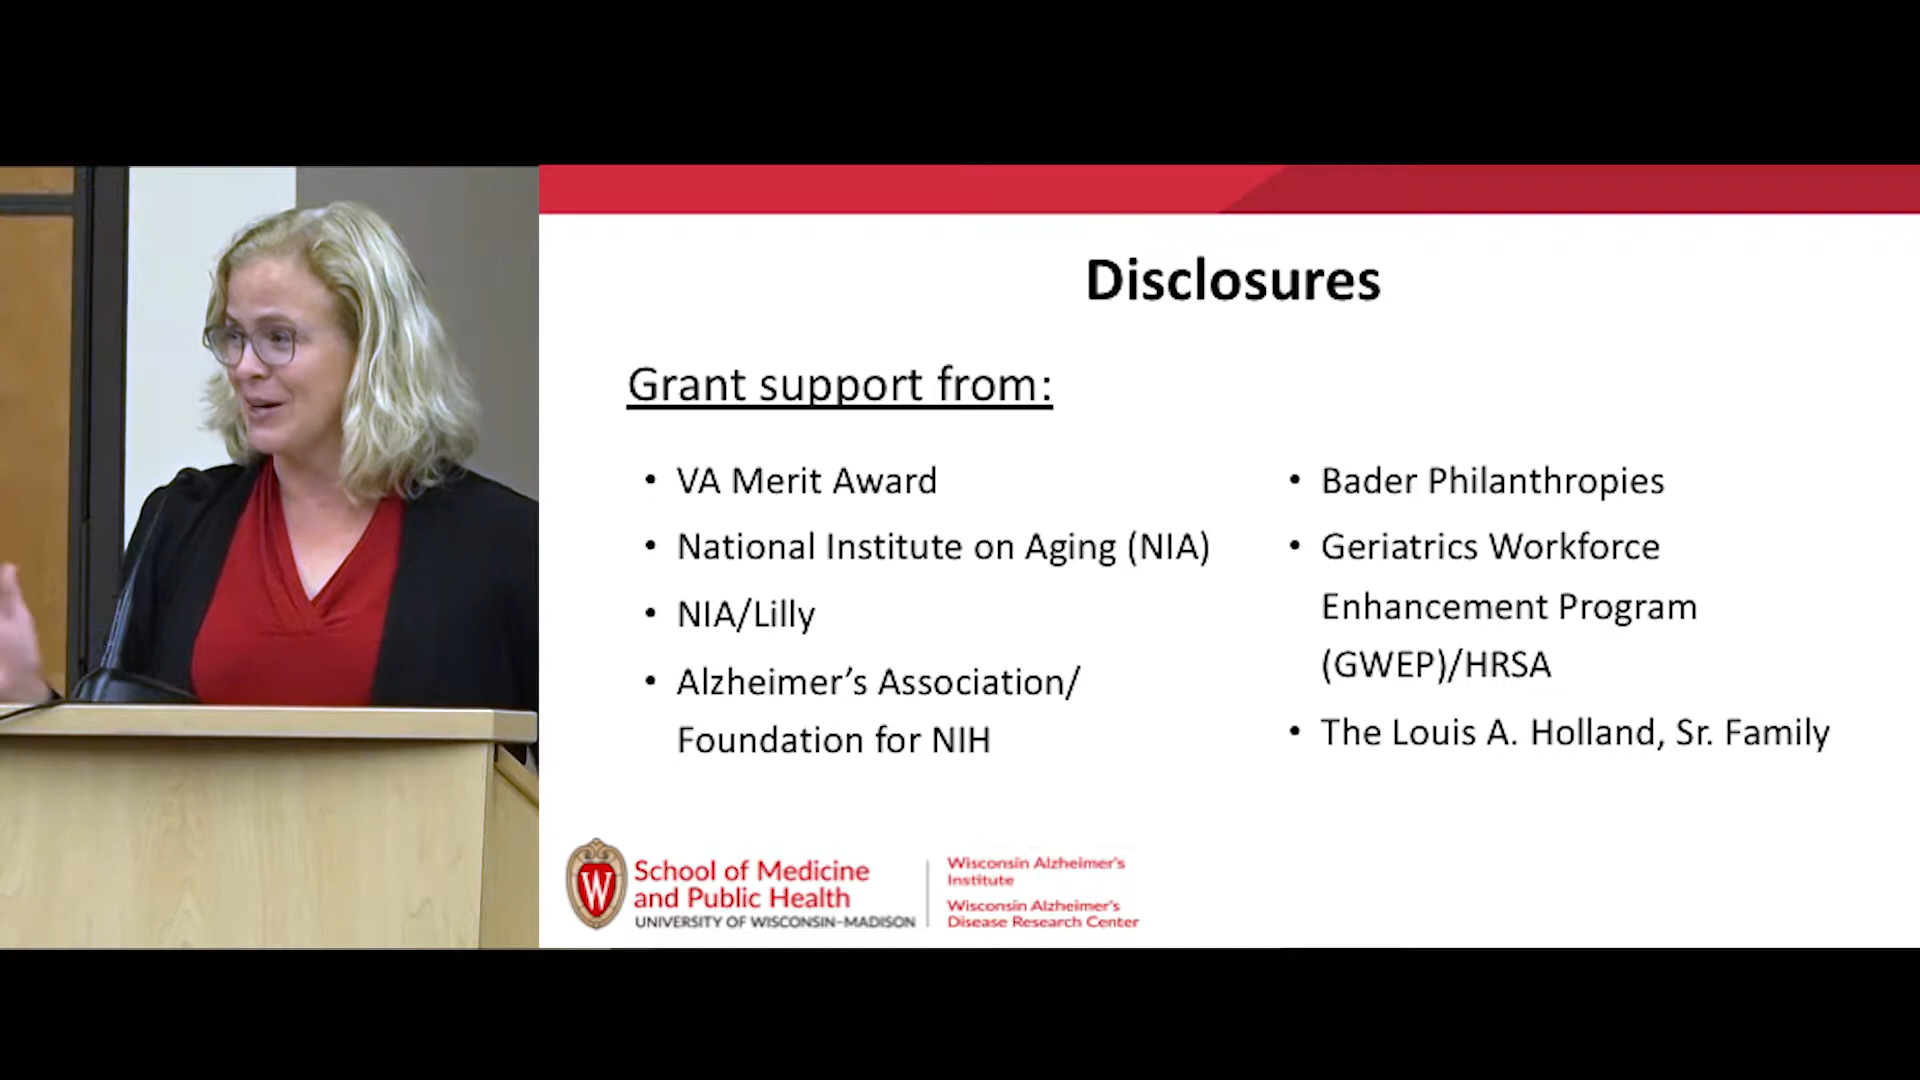 Disclosures
Grant support from:
• VA Merit Award
• National Institute on Aging (NIA)
• NIA/Lilly
• Alzheimer’s Association/
Foundation for NIH
• Bader Philanthropies
• Geriatrics Workforce
Enhancement Program
(GWEP)/HRSA
• The Louis A. Holland, Sr. Family
W
School of Medicine
and Public Health
UNIVERSITY OF WISCONSIN–MADISON
Wisconsin Alzheimer's
Institute
Wisconsin Alzheimer's
Disease Research Center